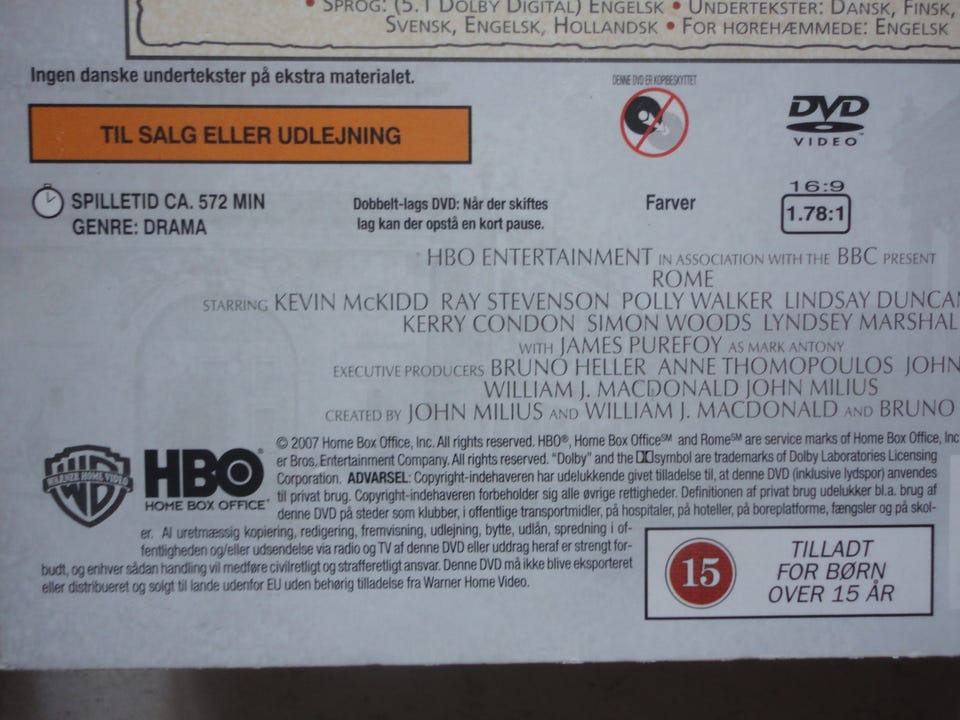 • SPROG: (5.1 DOLBY DIGITAL) ENGELSK • UNDERTEKSTER: DANSK, FINSK,
SVENSK, ENGELSK, HOLLANDSK • FOR HØREHÆMMEDE: ENGELSK
Ingen danske undertekster på ekstra materialet.
DENNE DVD ER KOPIBESKYTTET
TIL SALG ELLER UDLEJNING
DVD
VIDEO™
SPILLETID CA. 572 MIN
GENRE: DRAMA
Dobbelt-lags DVD: Når der skiftes
lag kan der opstå en kort pause.
Farver
16:9
1.78:1
HBO ENTERTAINMENT IN ASSOCIATION WITH THE BBC PRESENT
ROME
STARRING KEVIN McKIDD RAY STEVENSON POLLY WALKER LINDSAY DUNCAN
KERRY CONDON SIMON WOODS LYNDSEY MARSHAL
WITH JAMES PUREFOY AS MARK ANTONY
EXECUTIVE PRODUCERS BRUNO HELLER ANNE THOMOPOULOS JOHN
WILLIAM J. MACDONALD JOHN MILIUS
CREATED BY JOHN MILIUS AND WILLIAM J. MACDONALD AND BRUNO
WARNER HOME VIDEO
HBO
HOME BOX OFFICE®
© 2007 Home Box Office, Inc. All rights reserved. HBO®, Home Box Office℠ and Rome℠ are service marks of Home Box Office, Inc
er Bros. Entertainment Company. All rights reserved. "Dolby" and the symbol are trademarks of Dolby Laboratories Licensing
Corporation. ADVARSEL: Copyright-indehaveren har udelukkende givet tilladelse til, at denne DVD (inklusive lydspor) anvendes
til privat brug. Copyright-indehaveren forbeholder sig alle øvrige rettigheder. Definitionen af privat brug udelukker bl.a. brug af
denne DVD på steder som klubber, i offentlige transportmidler, på hospitaler, på hoteller, på boreplatforme, fængsler og på skol-
er. Al uretmæssig kopiering, redigering, fremvisning, udlejning, bytte, udlån, spredning i of-
fentligheden og/eller udsendelse via radio og TV af denne DVD eller uddrag heraf er strengt for-
budt, og enhver sådan handling vil medføre civilretligt og strafferetligt ansvar. Denne DVD må ikke blive eksporteret
eller distribueret og solgt til lande udenfor EU uden behørig tilladelse fra Warner Home Video.
15
TILLADT
FOR BØRN
OVER 15 ÅR